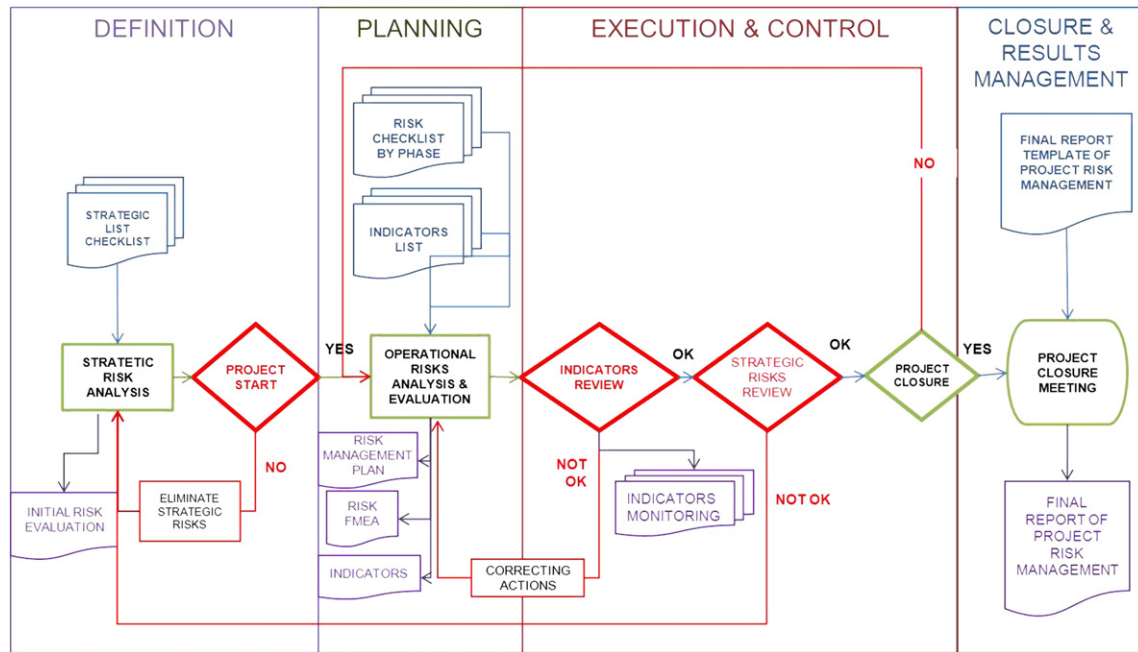 DEFINITION
PLANNING
EXECUTION & CONTROL
CLOSURE &
RESULTS
MANAGEMENT
STRATEGIC
LIST
CHECKLIST
RISK
CHECKLIST
BY PHASE
INDICATORS
LIST
NO
FINAL REPORT
TEMPLATE OF
PROJECT RISK
MANAGEMENT
STRATETIC
RISK
ANALYSIS
PROJECT
START
YES
OPERATIONAL
RISKS
ANALYSIS &
EVALUATION
INDICATORS
REVIEW
OK
STRATEGIC
RISKS
REVIEW
OK
PROJECT
CLOSURE
YES
PROJECT
CLOSURE
MEETING
NO
ELIMINATE
STRATEGIC
RISKS
INITIAL RISK
EVALUATION
RISK
MANAGEMENT
PLAN
RISK
FMEA
INDICATORS
NOT
OK
CORRECTING
ACTIONS
INDICATORS
MONITORING
NOT OK
FINAL
REPORT OF
PROJECT
RISK
MANAGEMENT